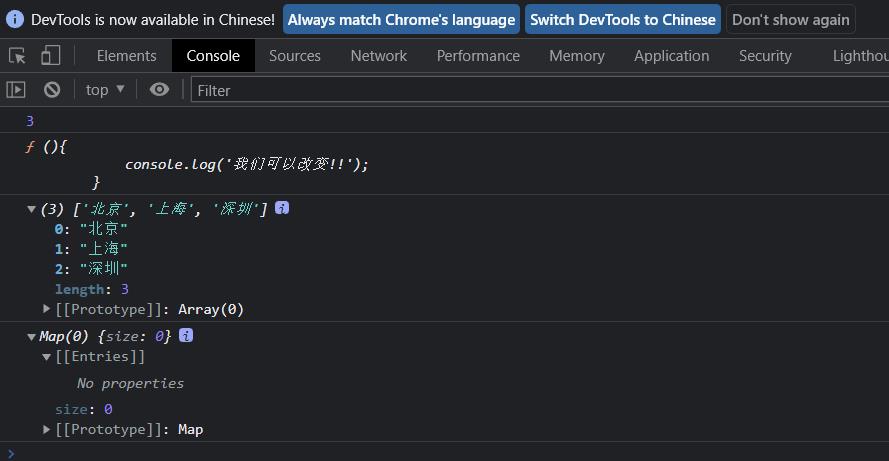 DevTools is now available in Chinese! Always match Chrome's language Switch DevTools to Chinese Don't show again
Elements Console Sources Network Performance Memory Application Security Lighthou
top ▼ Filter
3
ƒ (){
console.log('我们可以改变!!');
}
▼(3) ['北京', '上海', '深圳'] i
0: "北京"
1: "上海"
2: "深圳"
length: 3
▶[[Prototype]]: Array(0)
▼Map(0) {size: 0} i
▼[[Entries]]
No properties
size: 0
▶[[Prototype]]: Map
>